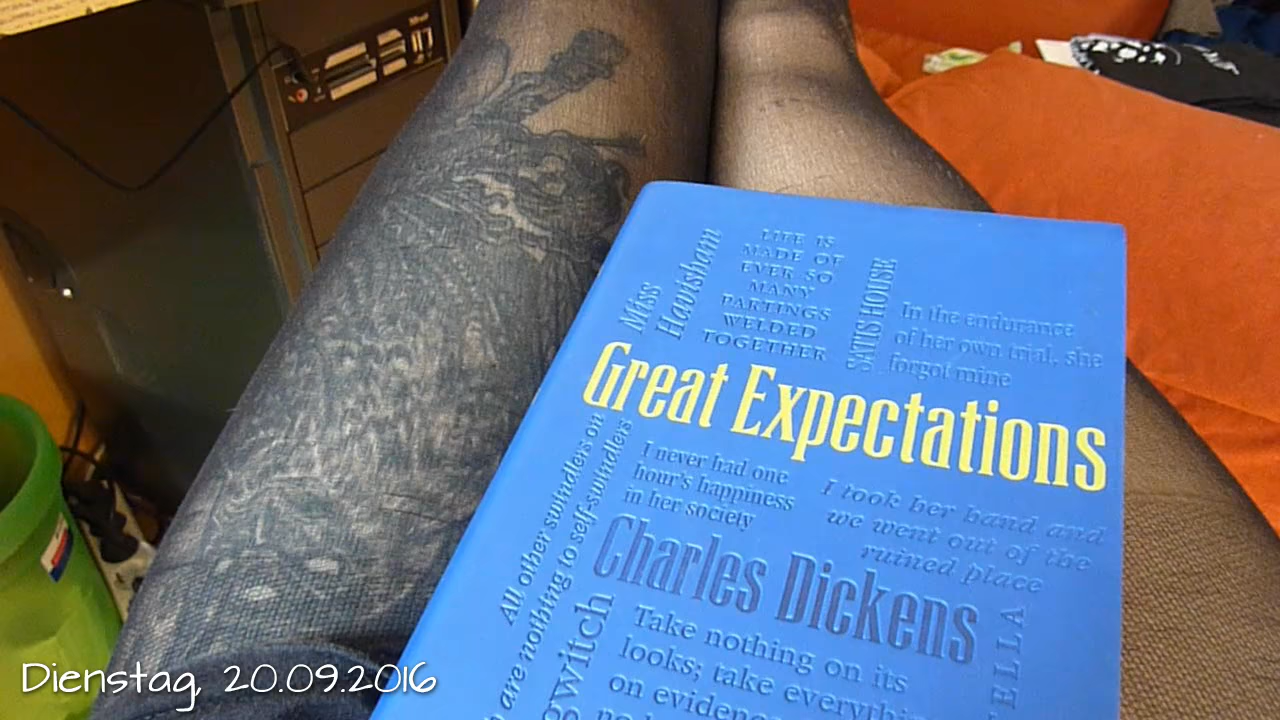 Miss
Havisham
LIFE IS
MADE OF
EVER SO
MANY
PARTINGS
WELDED
TOGETHER
SATIS HOUSE
In the endurance
of her own trial, she
forgot mine
Great Expectations
All other swindlers on
are nothing to self-swindlers
I never had one
hour's happiness
in her society
I took her hand and
we went out of the
ruined place
Charles Dickens
gwitch
Take nothing on its
looks; take everything
on evidence
ELLA
Dienstag, 20.09.2016